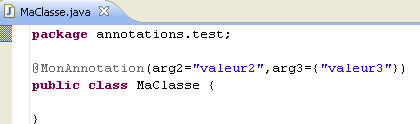 MaClasse.java
package annotations.test;
@MonAnnotation(arg2="valeur2",arg3={"valeur3"})
public class MaClasse {
}